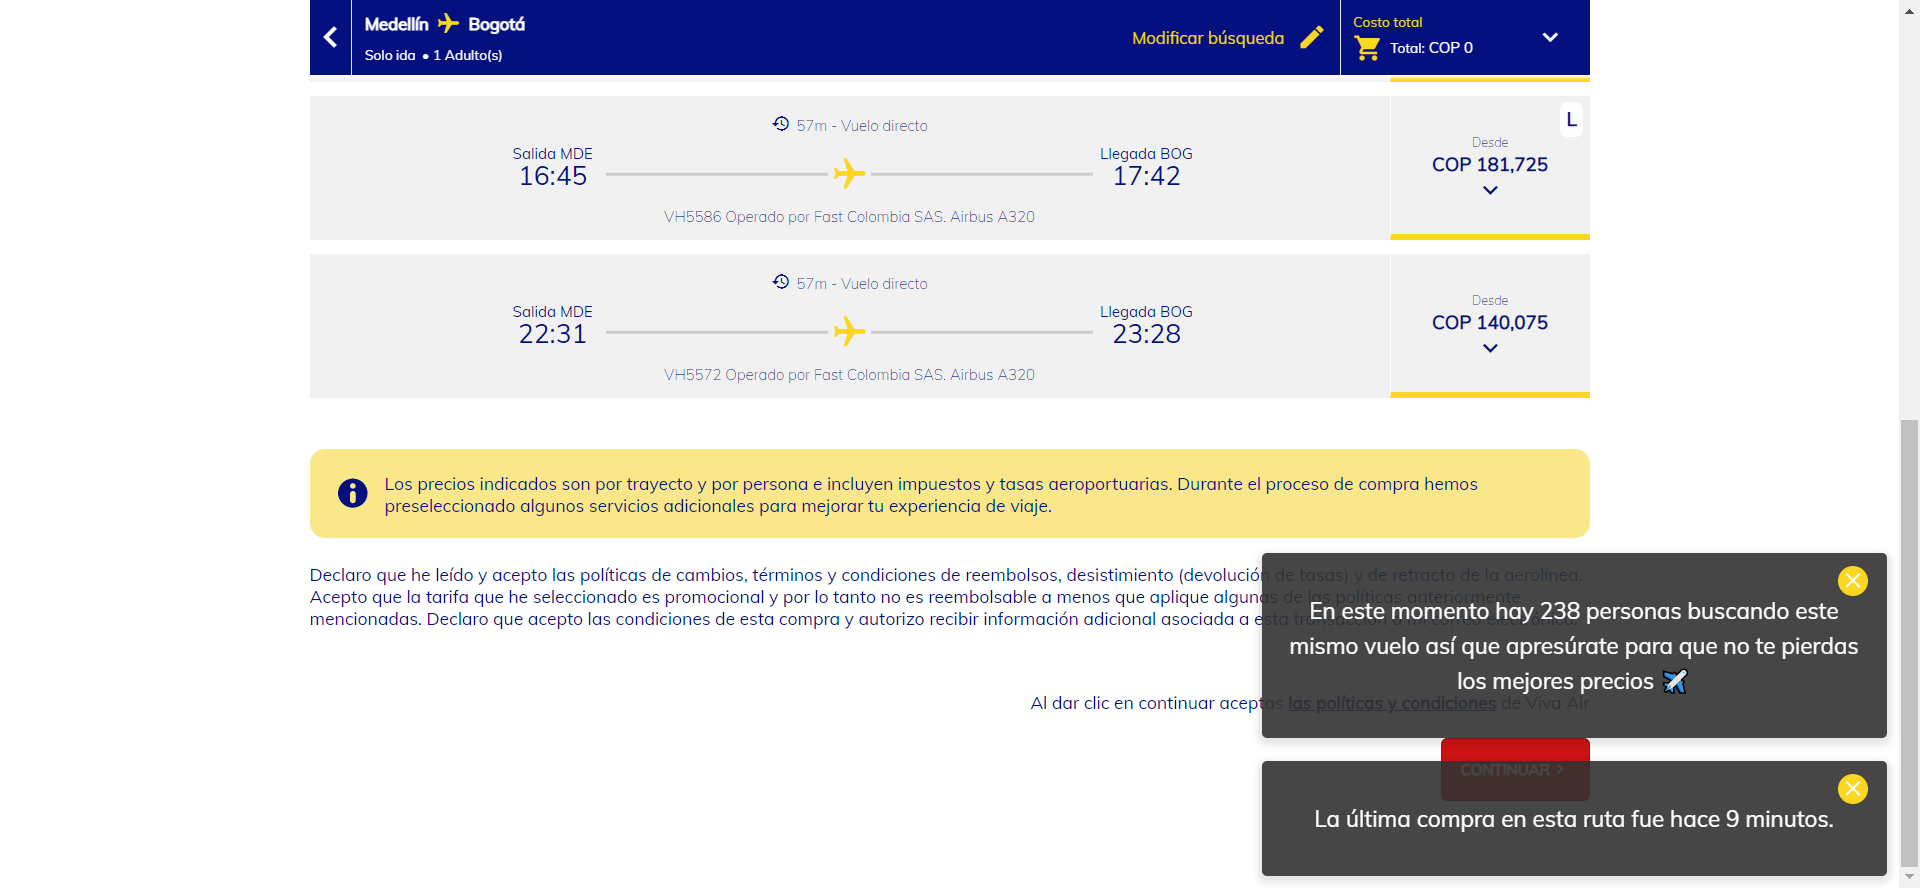 Medellín Bogotá
Solo ida • 1 Adulto(s)
Modificar búsqueda
Costo total
Total: COP 0
57m - Vuelo directo
Salida MDE
16:45
Llegada BOG
17:42
VH5586 Operado por Fast Colombia SAS. Airbus A320
L
Desde
COP 181,725
57m - Vuelo directo
Salida MDE
22:31
Llegada BOG
23:28
VH5572 Operado por Fast Colombia SAS. Airbus A320
Desde
COP 140,075
Los precios indicados son por trayecto y por persona e incluyen impuestos y tasas aeroportuarias. Durante el proceso de compra hemos
preseleccionado algunos servicios adicionales para mejorar tu experiencia de viaje.
Declaro que he leído y acepto las políticas de cambios, términos y condiciones de reembolsos, desistimiento (devolución de tasas) y de retracto de la aerolínea.
Acepto que la tarifa que he seleccionado es promocional y por lo tanto no es reembolsable a menos que aplique algunas de las políticas anteriormente
mencionadas. Declaro que acepto las condiciones de esta compra y autorizo recibir información adicional asociada a esta transacción a mi correo electrónico.
Al dar clic en continuar aceptas las políticas y condiciones de Viva Air
CONTINUAR >
En este momento hay 238 personas buscando este
mismo vuelo así que apresúrate para que no te pierdas
los mejores precios
La última compra en esta ruta fue hace 9 minutos.